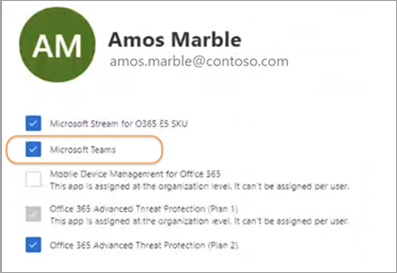 AM
Amos Marble
amos.marble@contoso.com
Microsoft Stream for O365 E5 SKU
Microsoft Teams
Mobile Device Management for Office 365
This app is assigned at the organization level. It can't be assigned per user.
Office 365 Advanced Threat Protection (Plan 1)
This app is assigned at the organization level. It can't be assigned per user.
Office 365 Advanced Threat Protection (Plan 2)